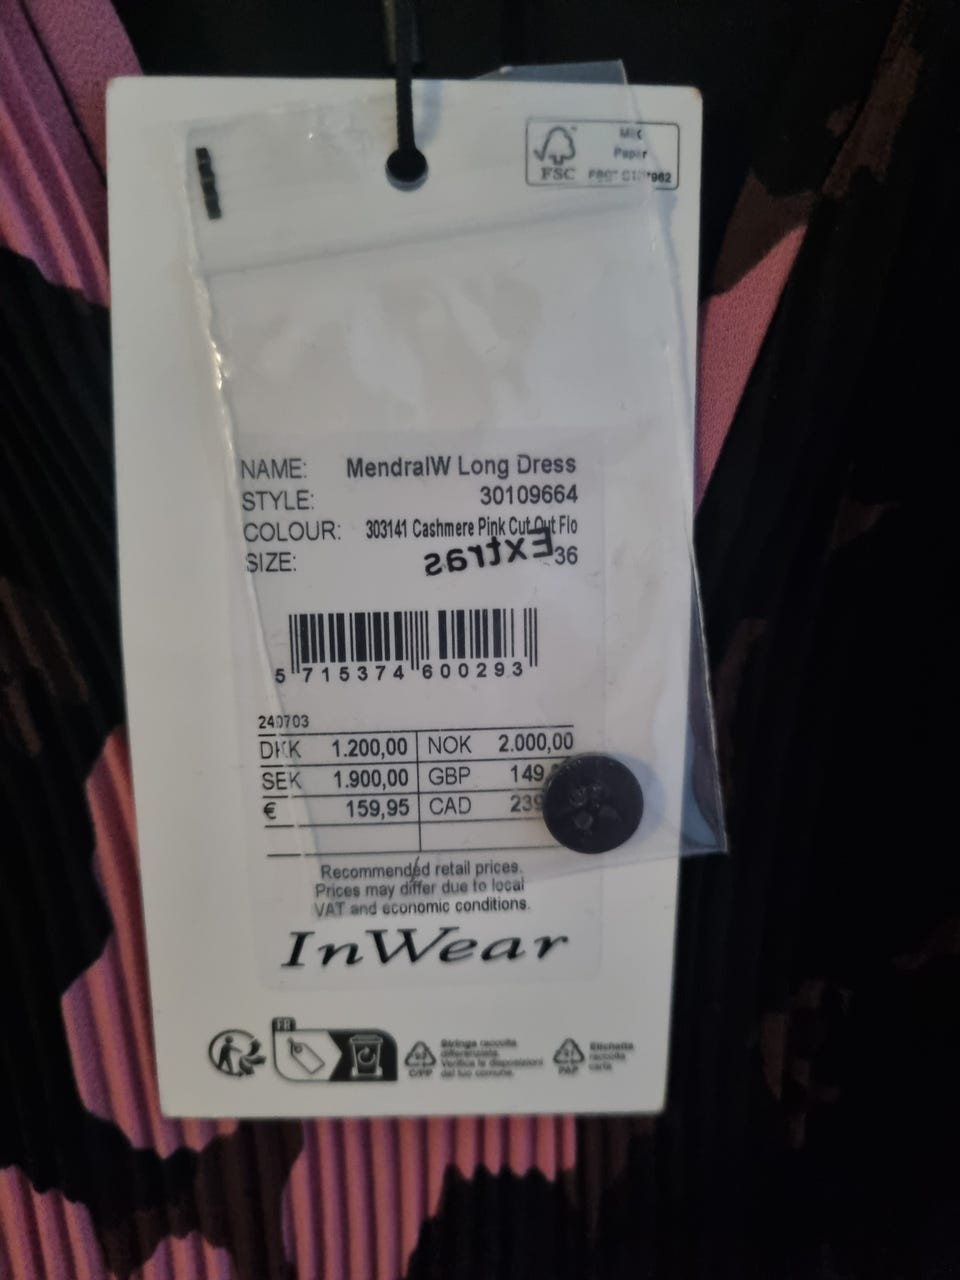 FSC
Paper
NAME: MendraIW Long Dress
STYLE: 30109664
COLOUR: 303141 Cashmere Pink Cut Out Flo
Extras
SIZE: 36
5 715374 600293
240703
DKK 1.200,00 NOK 2.000,00
SEK 1.900,00 GBP 149
€ 159,95 CAD 239
Recommended retail prices.
Prices may differ due to local
VAT and economic conditions.
InWear
FR
Stringa raccolta
differenziata.
Verifica le disposizioni
del tuo comune.
C/PP
Etichetta
raccolta
carta
PAP